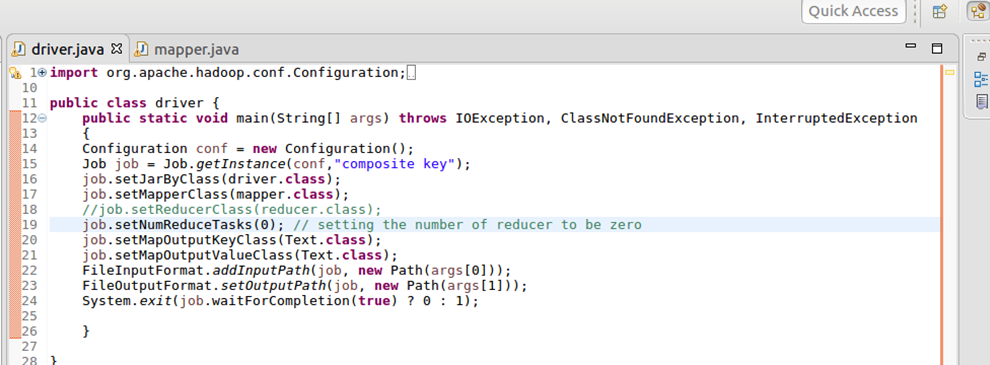 Quick Access
driver.java mapper.java
1 import org.apache.hadoop.conf.Configuration;
10
11 public class driver {
12 public static void main(String[] args) throws IOException, ClassNotFoundException, InterruptedException
13 {
14 Configuration conf = new Configuration();
15 Job job = Job.getInstance(conf,"composite key");
16 job.setJarByClass(driver.class);
17 job.setMapperClass(mapper.class);
18 //job.setReducerClass(reducer.class);
19 job.setNumReduceTasks(0); // setting the number of reducer to be zero
20 job.setMapOutputKeyClass(Text.class);
21 job.setMapOutputValueClass(Text.class);
22 FileInputFormat.addInputPath(job, new Path(args[0]));
23 FileOutputFormat.setOutputPath(job, new Path(args[1]));
24 System.exit(job.waitForCompletion(true) ? 0 : 1);
25
26 }
27
28 }